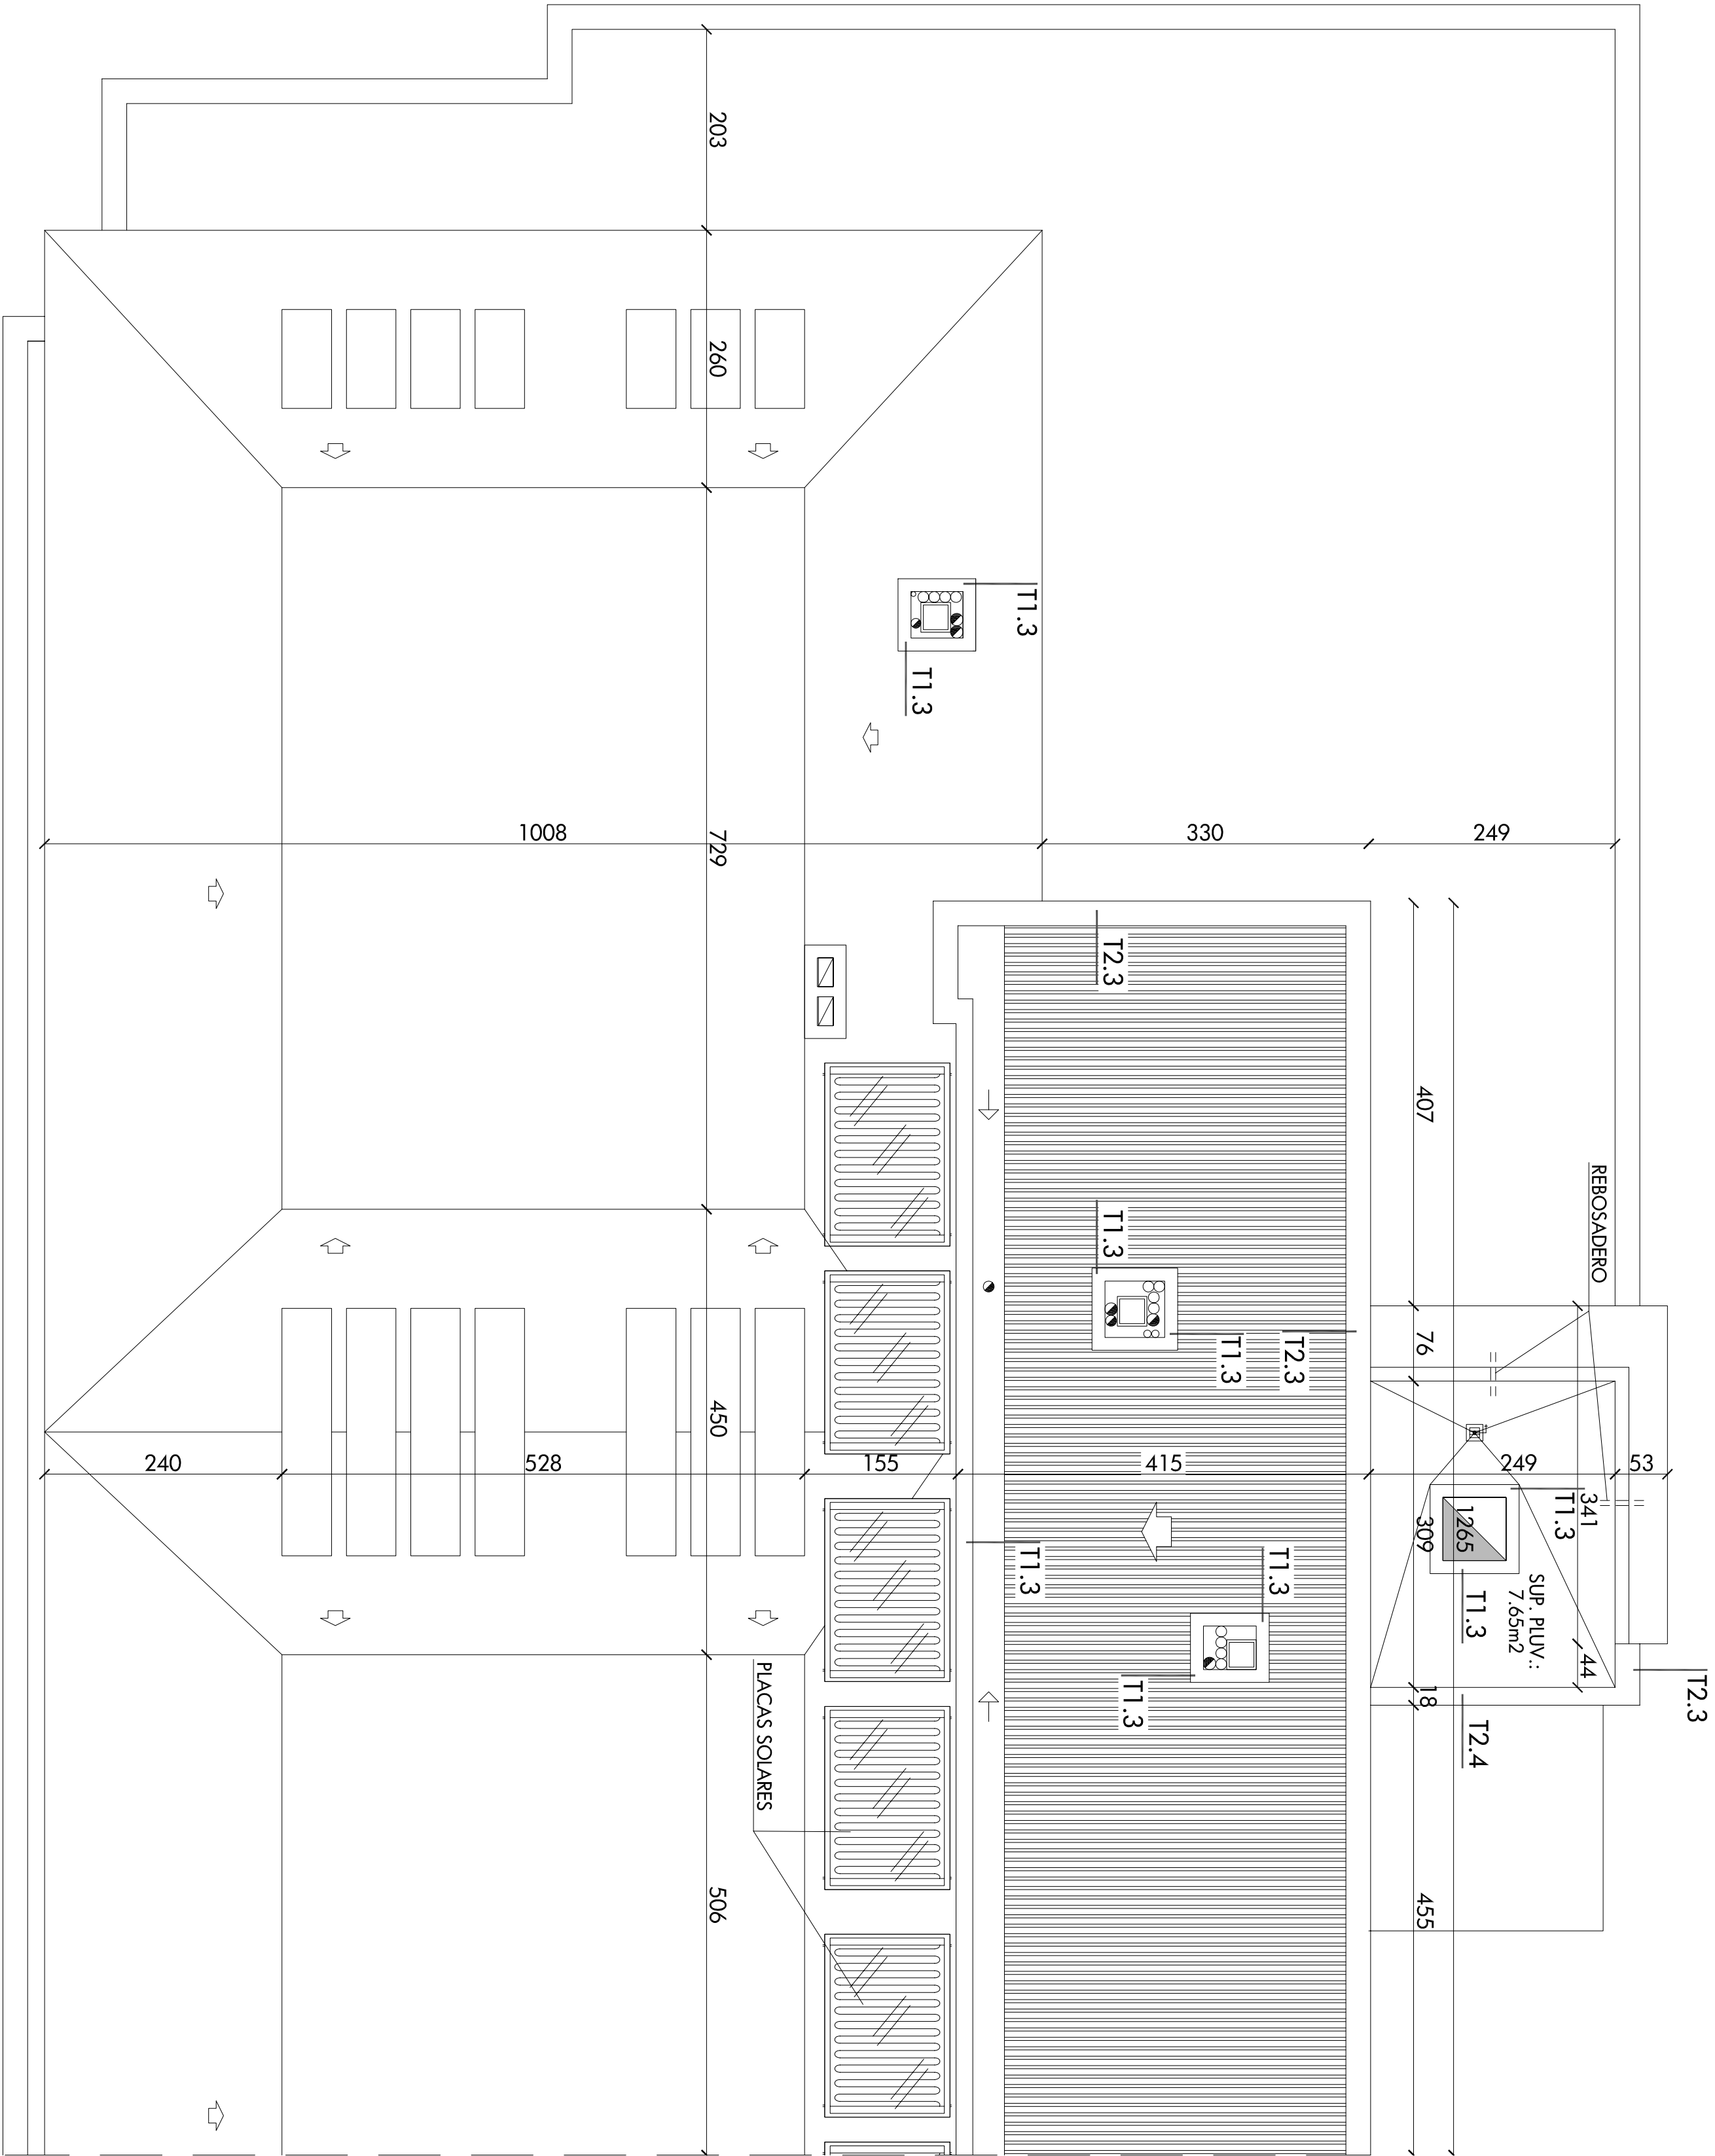 203
260
T1.3
T1.3
1008
729
330
249
T2.3
407
REBOSADERO
T1.3
T1.3
T2.3
76
450
240
528
155
415
249
53
341
T1.3
1265
309
T1.3
T1.3
SUP. PLUV.:
7.65m2
T1.3
44
T1.3
18
T2.3
T2.4
PLACAS SOLARES
506
455